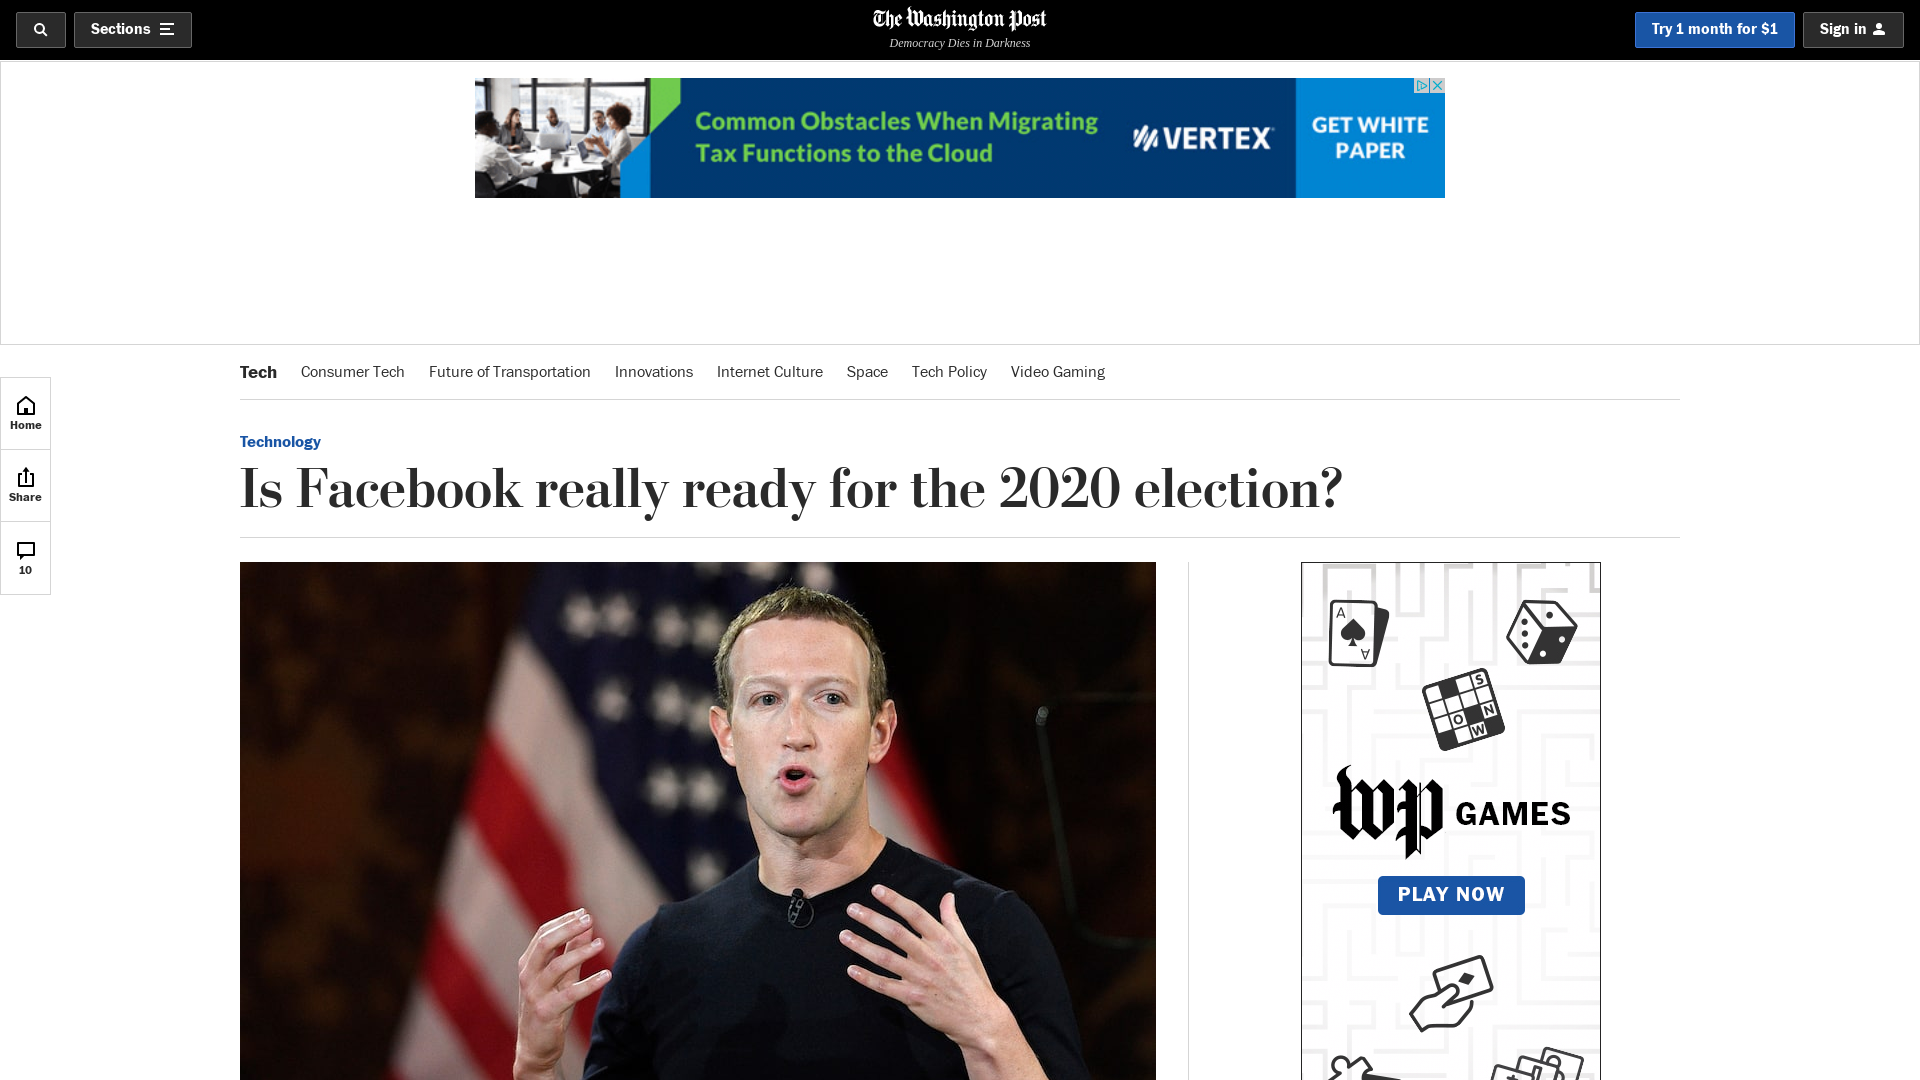 Sections
The Washington Post
Democracy Dies in Darkness
Try 1 month for $1
Sign in
Common Obstacles When Migrating
Tax Functions to the Cloud
VERTEX
GET WHITE
PAPER
Tech
Consumer Tech
Future of Transportation
Innovations
Internet Culture
Space
Tech Policy
Video Gaming
Home
Share
10
Technology
Is Facebook really ready for the 2020 election?
A
A
S
O
N
W
wp GAMES
PLAY NOW